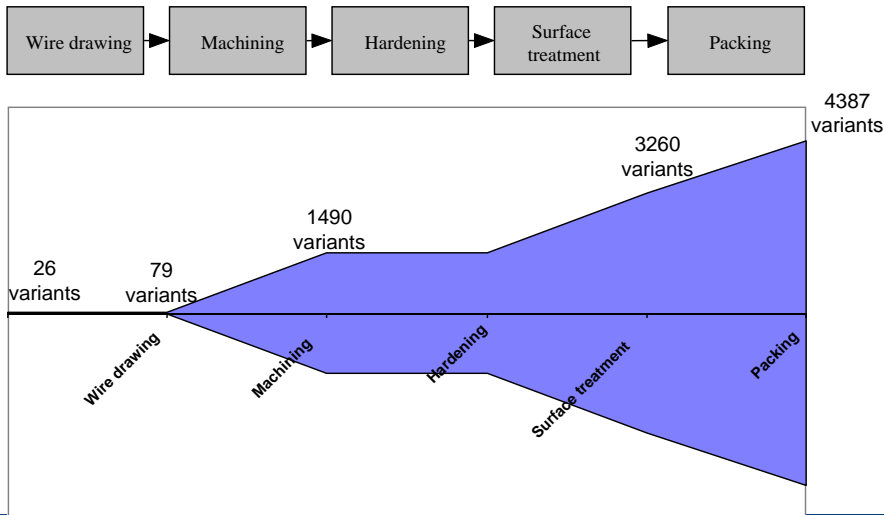 Wire drawing
Machining
Hardening
Surface
treatment
Packing
4387
variants
3260
variants
1490
variants
26
variants
79
variants
Wire drawing
Machining
Hardening
Surface treatment
Packing